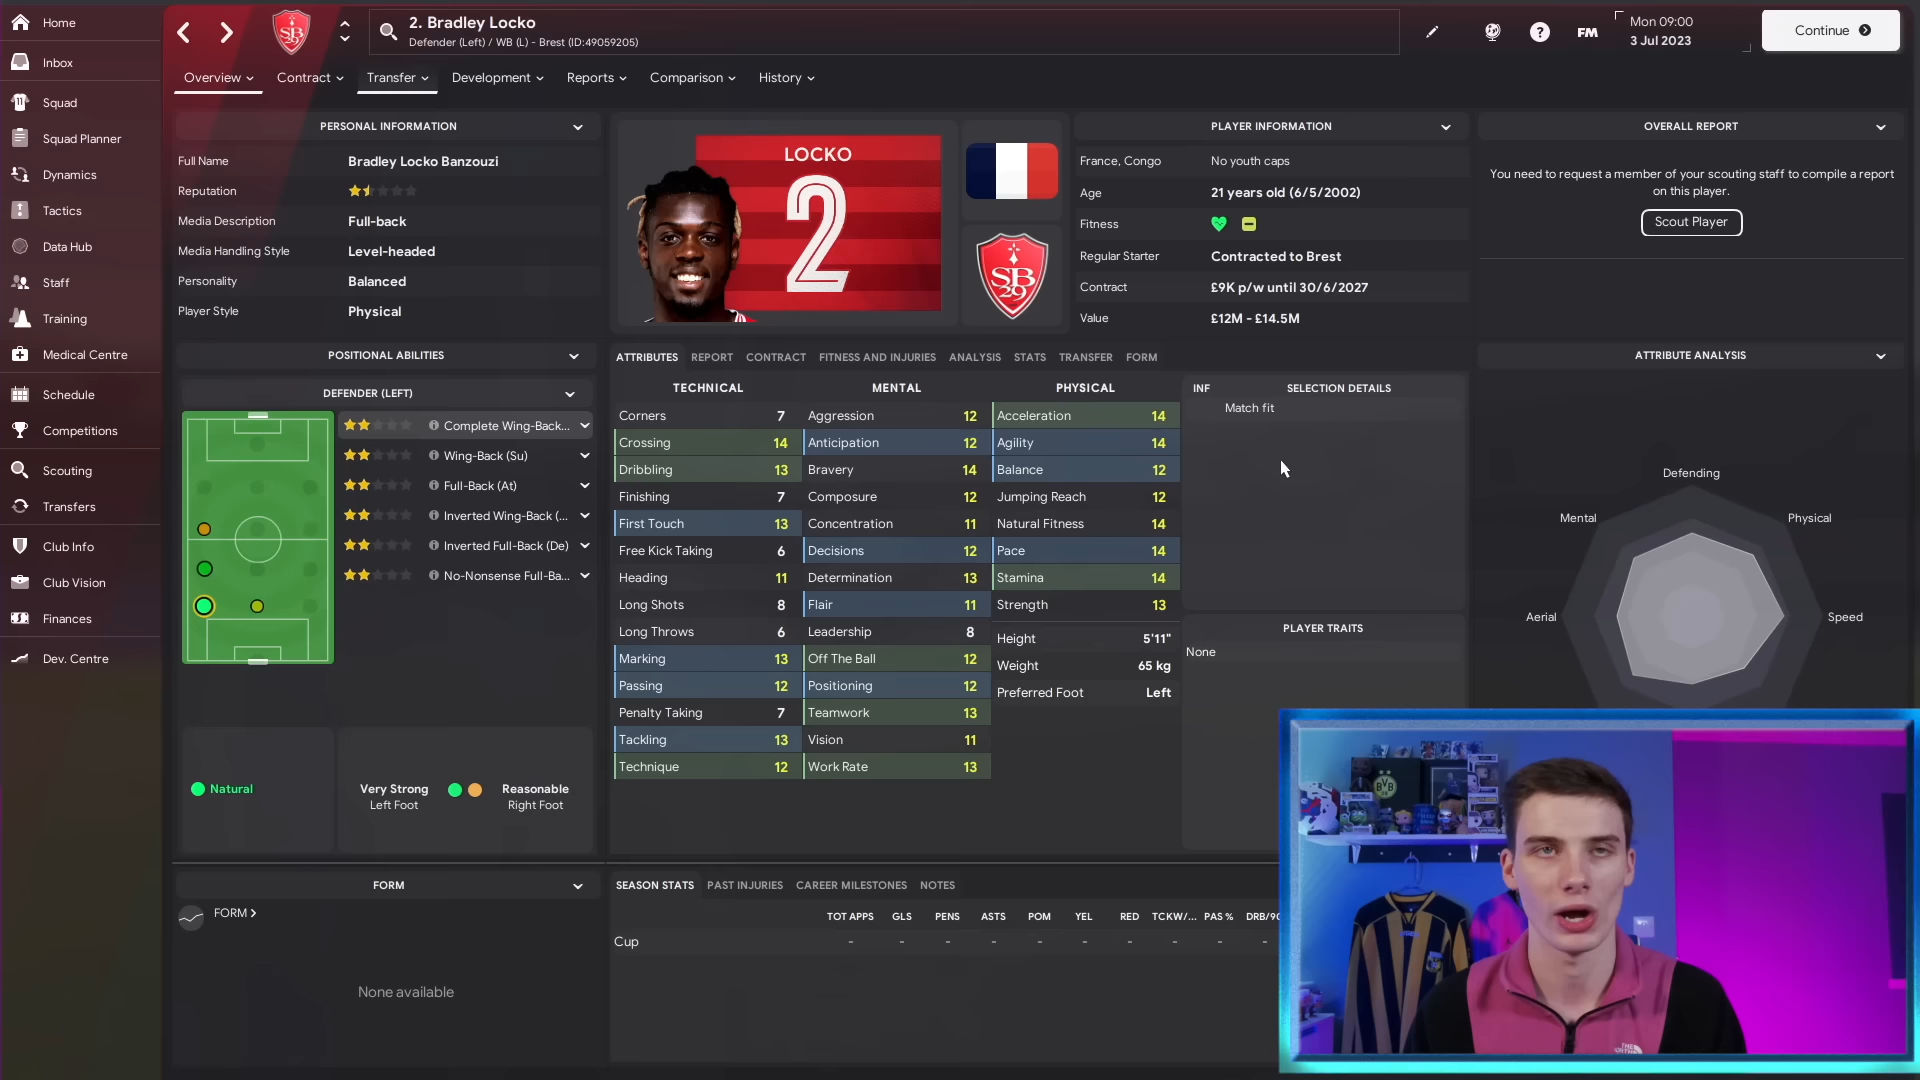 Home
Inbox
Squad
Squad Planner
Dynamics
Tactics
Data Hub
Staff
Training
Medical Centre
Schedule
Competitions
Scouting
Transfers
Club Info
Club Vision
Finances
Dev. Centre
SB 29
2. Bradley Locko
Defender (Left) / WB (L) - Brest (ID:49059205)
FM
Mon 09:00
3 Jul 2023
Continue
Overview
Contract
Transfer
Development
Reports
Comparison
History
PERSONAL INFORMATION
Full Name Bradley Locko Banzouzi
Reputation
Media Description Full-back
Media Handling Style Level-headed
Personality Balanced
Player Style Physical
LOCKO
2
SB
29
PLAYER INFORMATION
France, Congo No youth caps
Age 21 years old (6/5/2002)
Fitness
Regular Starter Contracted to Brest
Contract £9K p/w until 30/6/2027
Value £12M - £14.5M
OVERALL REPORT
You need to request a member of your scouting staff to compile a report
on this player.
Scout Player
POSITIONAL ABILITIES
DEFENDER (LEFT)
Complete Wing-Back...
Wing-Back (Su)
Full-Back (At)
Inverted Wing-Back (...
Inverted Full-Back (De)
No-Nonsense Full-Ba...
Natural
Very Strong
Left Foot
Reasonable
Right Foot
ATTRIBUTES REPORT CONTRACT FITNESS AND INJURIES ANALYSIS STATS TRANSFER FORM
TECHNICAL
Corners 7
Crossing 14
Dribbling 13
Finishing 7
First Touch 13
Free Kick Taking 6
Heading 11
Long Shots 8
Long Throws 6
Marking 13
Passing 12
Penalty Taking 7
Tackling 13
Technique 12
MENTAL
Aggression 12
Anticipation 12
Bravery 14
Composure 12
Concentration 11
Decisions 12
Determination 13
Flair 11
Leadership 8
Off The Ball 12
Positioning 12
Teamwork 13
Vision 11
Work Rate 13
PHYSICAL
Acceleration 14
Agility 14
Balance 12
Jumping Reach 12
Natural Fitness 14
Pace 14
Stamina 14
Strength 13
Height 5'11"
Weight 65 kg
Preferred Foot Left
INF SELECTION DETAILS
Match fit
PLAYER TRAITS
None
ATTRIBUTE ANALYSIS
Defending
Mental
Physical
Aerial
Speed
FORM
FORM
None available
SEASON STATS PAST INJURIES CAREER MILESTONES NOTES
TOT APPS GLS PENS ASTS POM YEL RED TCKW/... PAS % DRB/90
Cup - - - - - - - - - -
BVB
THE
NORTH